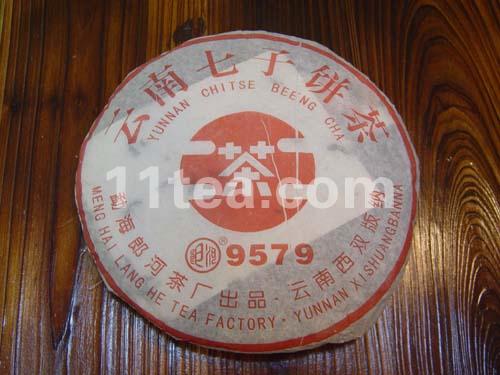 云南七子饼茶
YUNNAN CHITSE BEENG CHA
茶
11tea.com
® 9579
勐海郎河茶厂出品·云南西双版纳
MENG HAI LANG HE TEA FACTORY·YUNNAN XISHUANGBANNA